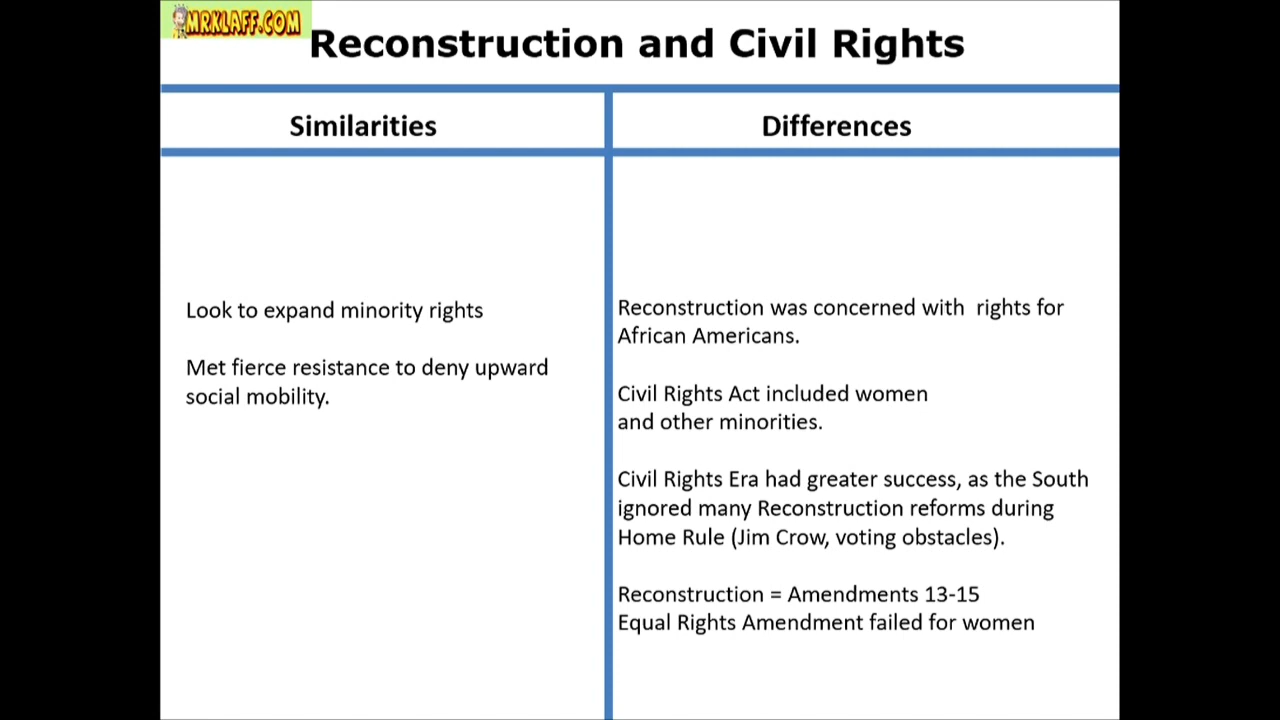 MRKLAFF.COM
Reconstruction and Civil Rights
Similarities
Differences
Look to expand minority rights
Met fierce resistance to deny upward
social mobility.
Reconstruction was concerned with  rights for
African Americans.
Civil Rights Act included women
and other minorities.
Civil Rights Era had greater success, as the South
ignored many Reconstruction reforms during
Home Rule (Jim Crow, voting obstacles).
Reconstruction = Amendments 13-15
Equal Rights Amendment failed for women